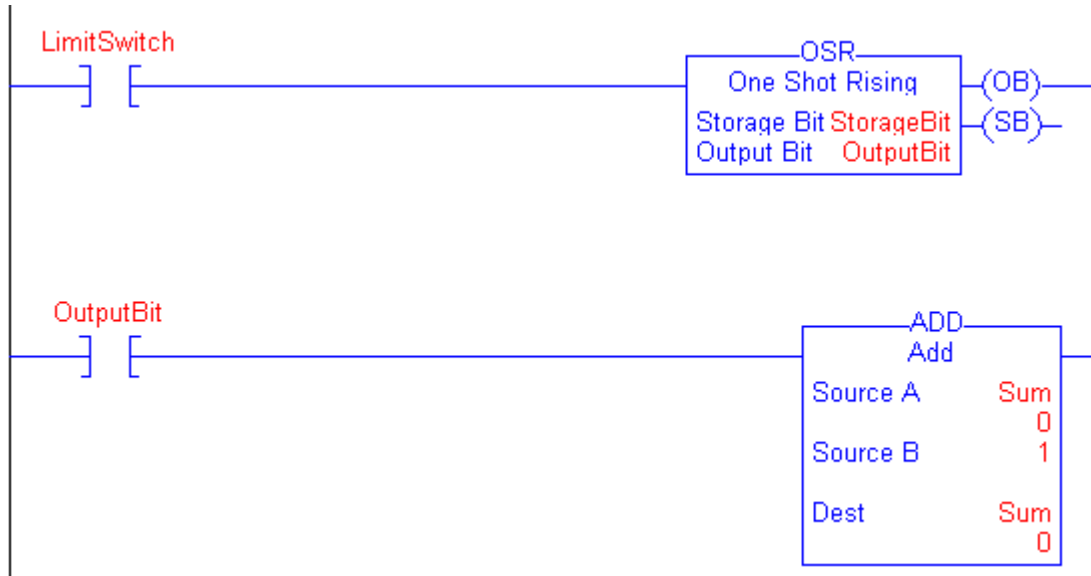 LimitSwitch
OSR
One Shot Rising
(OB)
Storage Bit StorageBit
(SB)
Output Bit OutputBit
OutputBit
ADD
Add
Source A Sum
0
Source B 1
Dest Sum
0